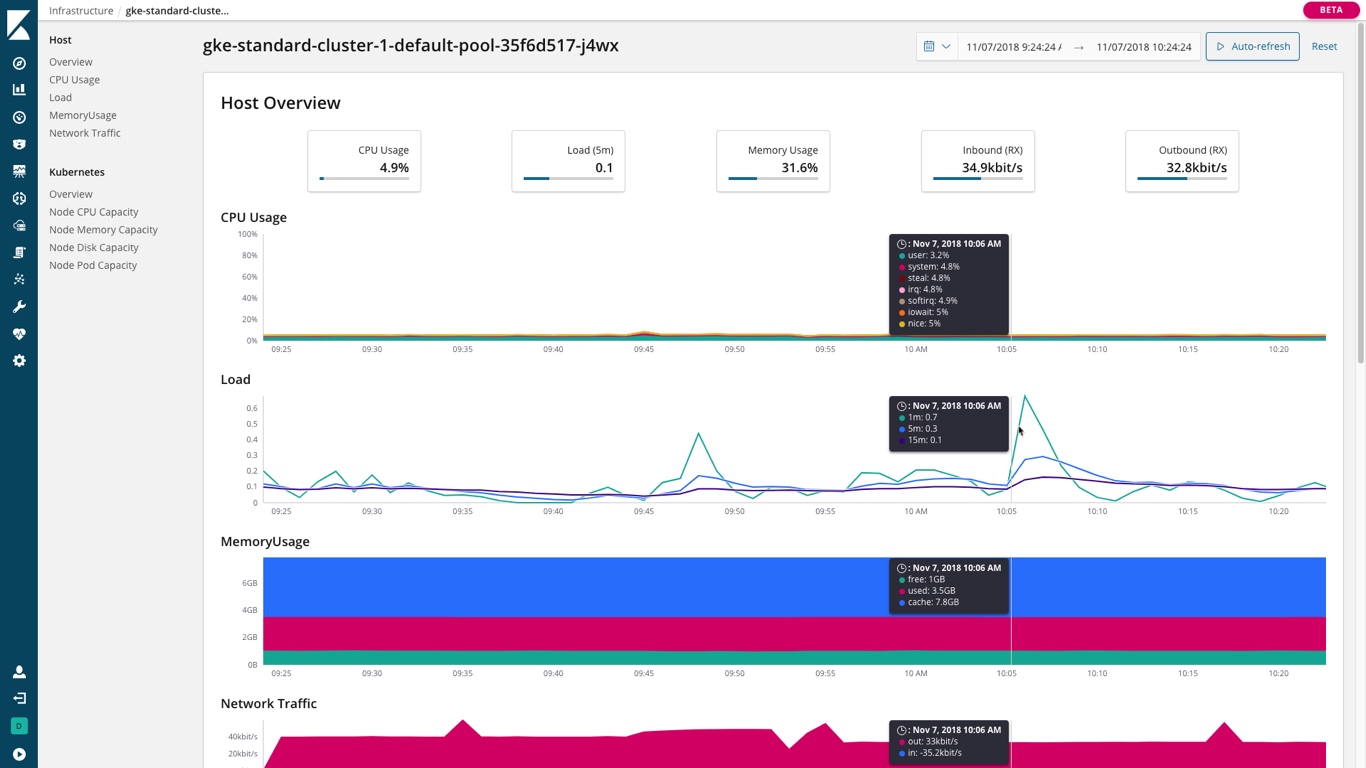 Infrastructure / gke-standard-cluste...
BETA
Host
Overview
CPU Usage
Load
MemoryUsage
Network Traffic
Kubernetes
Overview
Node CPU Capacity
Node Memory Capacity
Node Disk Capacity
Node Pod Capacity
D
gke-standard-cluster-1-default-pool-35f6d517-j4wx
11/07/2018 9:24:24 → 11/07/2018 10:24:24
Auto-refresh
Reset
Host Overview
CPU Usage
4.9%
Load (5m)
0.1
Memory Usage
31.6%
Inbound (RX)
34.9kbit/s
Outbound (RX)
32.8kbit/s
CPU Usage
100%
80%
60%
40%
20%
0%
: Nov 7, 2018 10:06 AM
user: 3.2%
system: 4.8%
steal: 4.8%
irq: 4.8%
softirq: 4.9%
iowait: 5%
nice: 5%
09:25 09:30 09:35 09:40 09:45 09:50 09:55 10 AM 10:05 10:10 10:15 10:20
Load
0.6
0.5
0.4
0.3
0.2
0.1
0
: Nov 7, 2018 10:06 AM
1m: 0.7
5m: 0.3
15m: 0.1
09:25 09:30 09:35 09:40 09:45 09:50 09:55 10 AM 10:05 10:10 10:15 10:20
MemoryUsage
6GB
4GB
2GB
0B
: Nov 7, 2018 10:06 AM
free: 1GB
used: 3.5GB
cache: 7.8GB
09:25 09:30 09:35 09:40 09:45 09:50 09:55 10 AM 10:05 10:10 10:15 10:20
Network Traffic
40kbit/s
20kbit/s
: Nov 7, 2018 10:06 AM
out: 33kbit/s
in: -35.2kbit/s